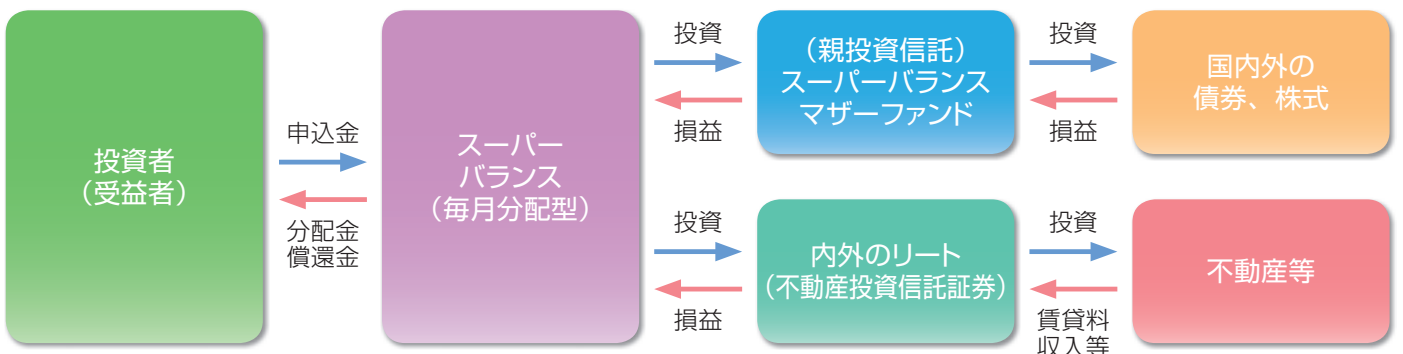 投資者
（受益者）
申込金
分配金
償還金
スーパー
バランス
（毎月分配型）
投資
損益
（親投資信託）
スーパーバランス
マザーファンド
投資
損益
国内外の
債券、株式
投資
損益
内外のリート
（不動産投資信託証券）
投資
賃貸料
収入等
不動産等